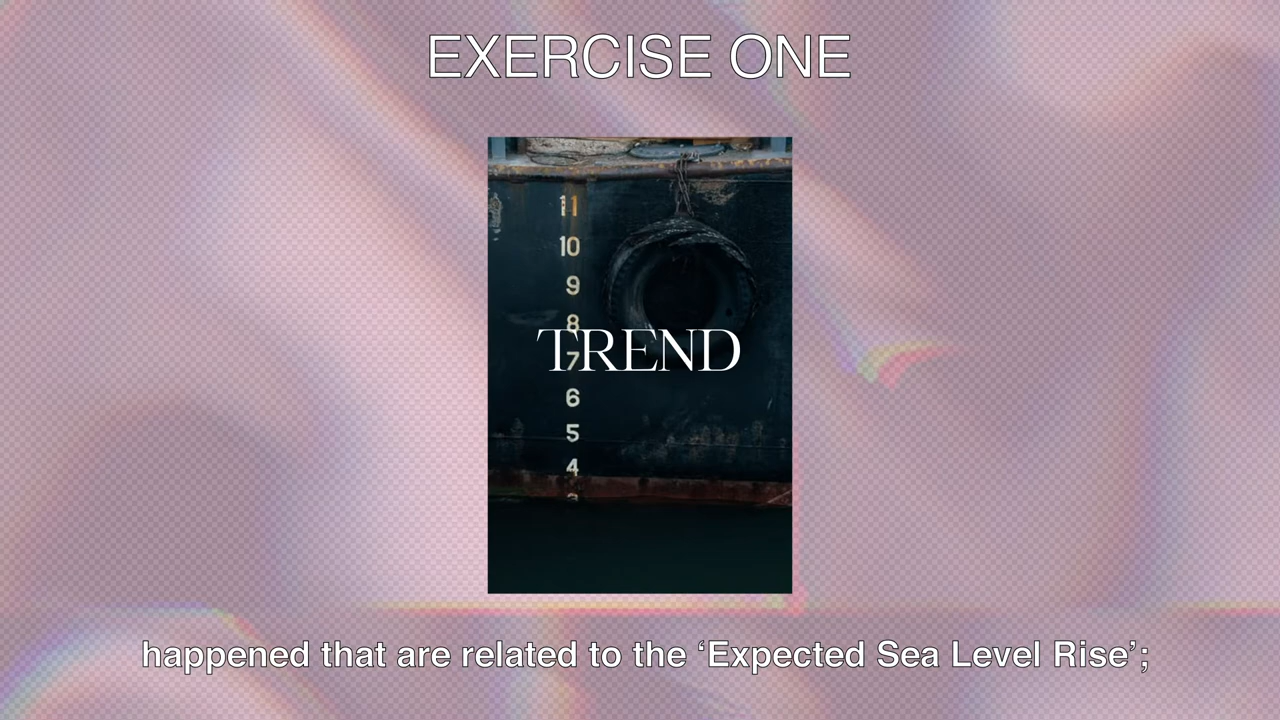 EXERCISE ONE
11
10
9
8
TREND
7
6
5
4
happened that are related to the ‘Expected Sea Level Rise’;